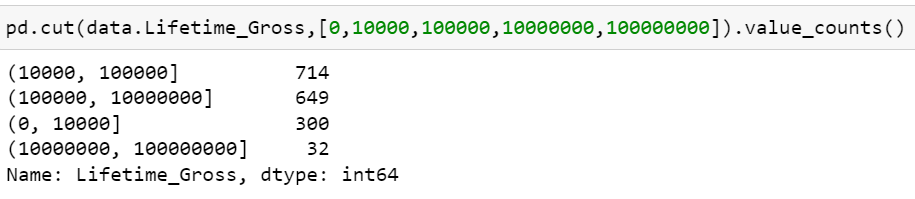 pd.cut(data.Lifetime_Gross,[0,10000,100000,10000000,100000000]).value_counts()
(10000, 100000]          714
(100000, 10000000]       649
(0, 10000]               300
(10000000, 100000000]     32
Name: Lifetime_Gross, dtype: int64